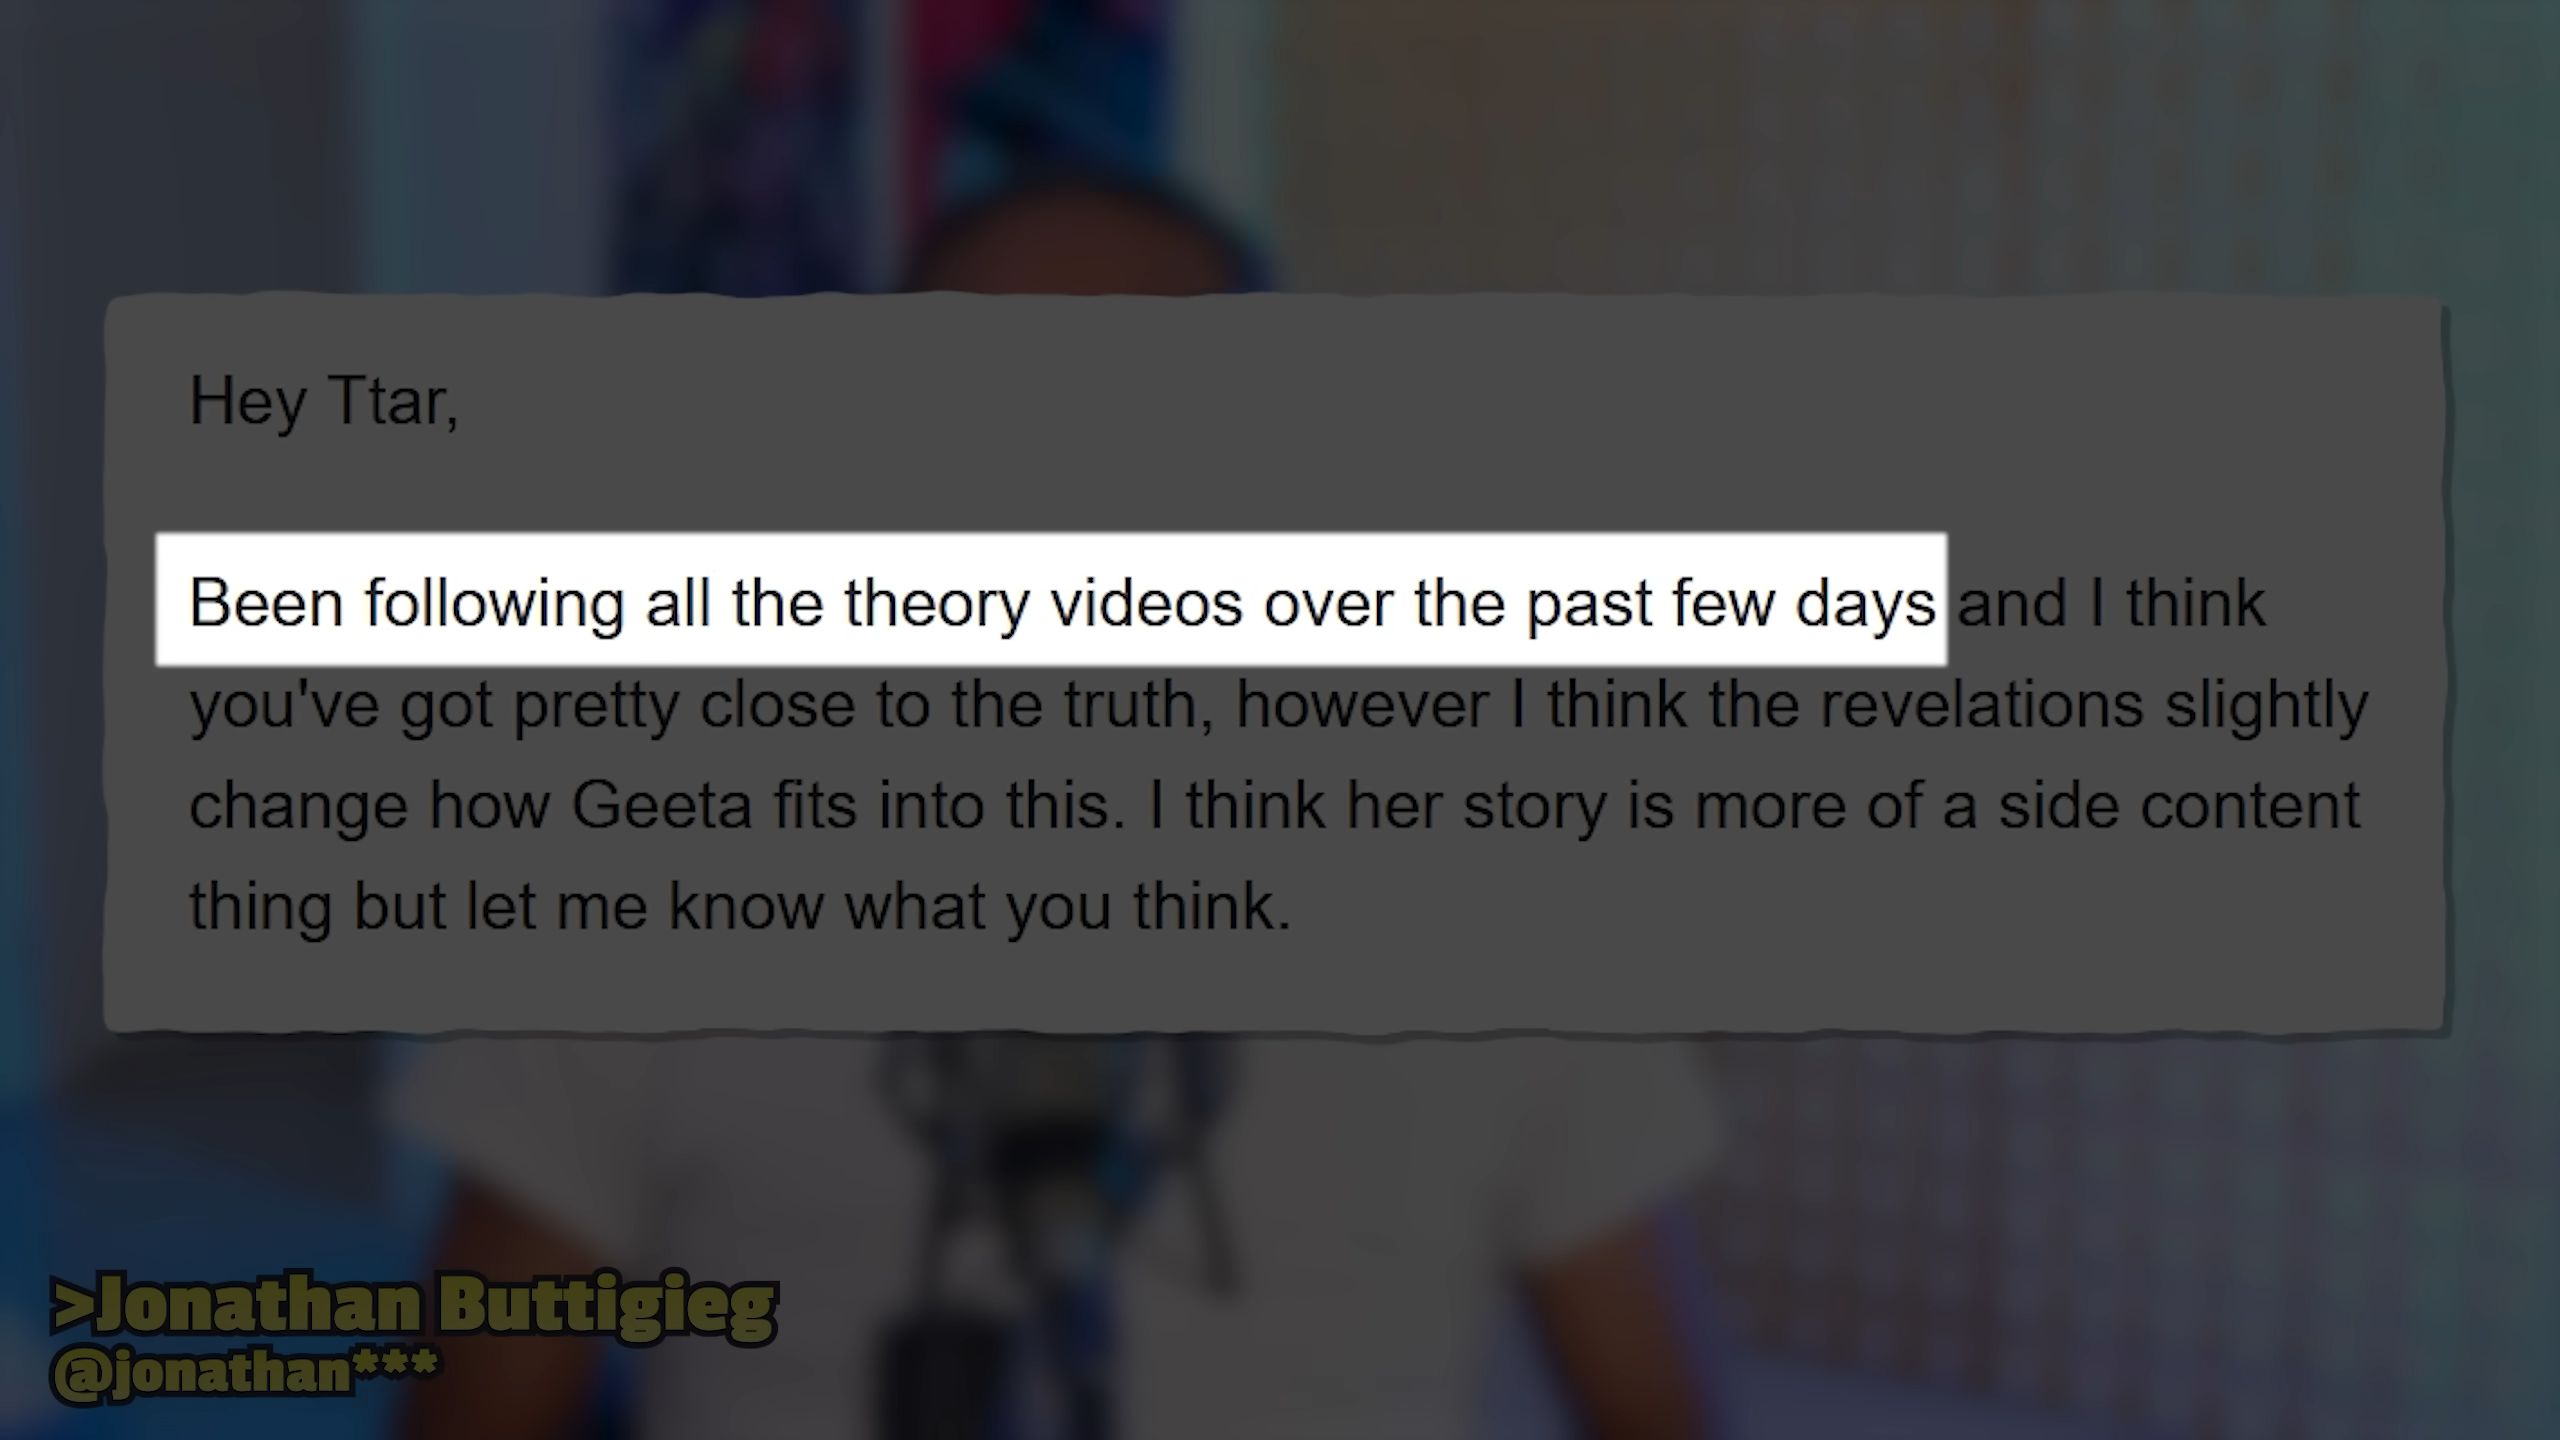 Hey Ttar,
Been following all the theory videos over the past few days and I think
you've got pretty close to the truth, however I think the revelations slightly
change how Geeta fits into this. I think her story is more of a side content
thing but let me know what you think.
>Jonathan Buttigieg
@jonathan***